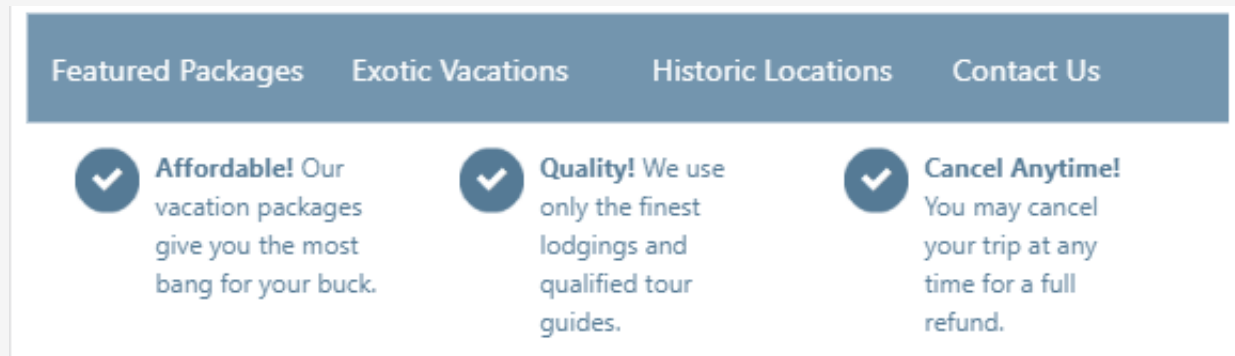 Featured Packages Exotic Vacations Historic Locations Contact Us
Affordable! Our
vacation packages
give you the most
bang for your buck.
Quality! We use
only the finest
lodgings and
qualified tour
guides.
Cancel Anytime!
You may cancel
your trip at any
time for a full
refund.